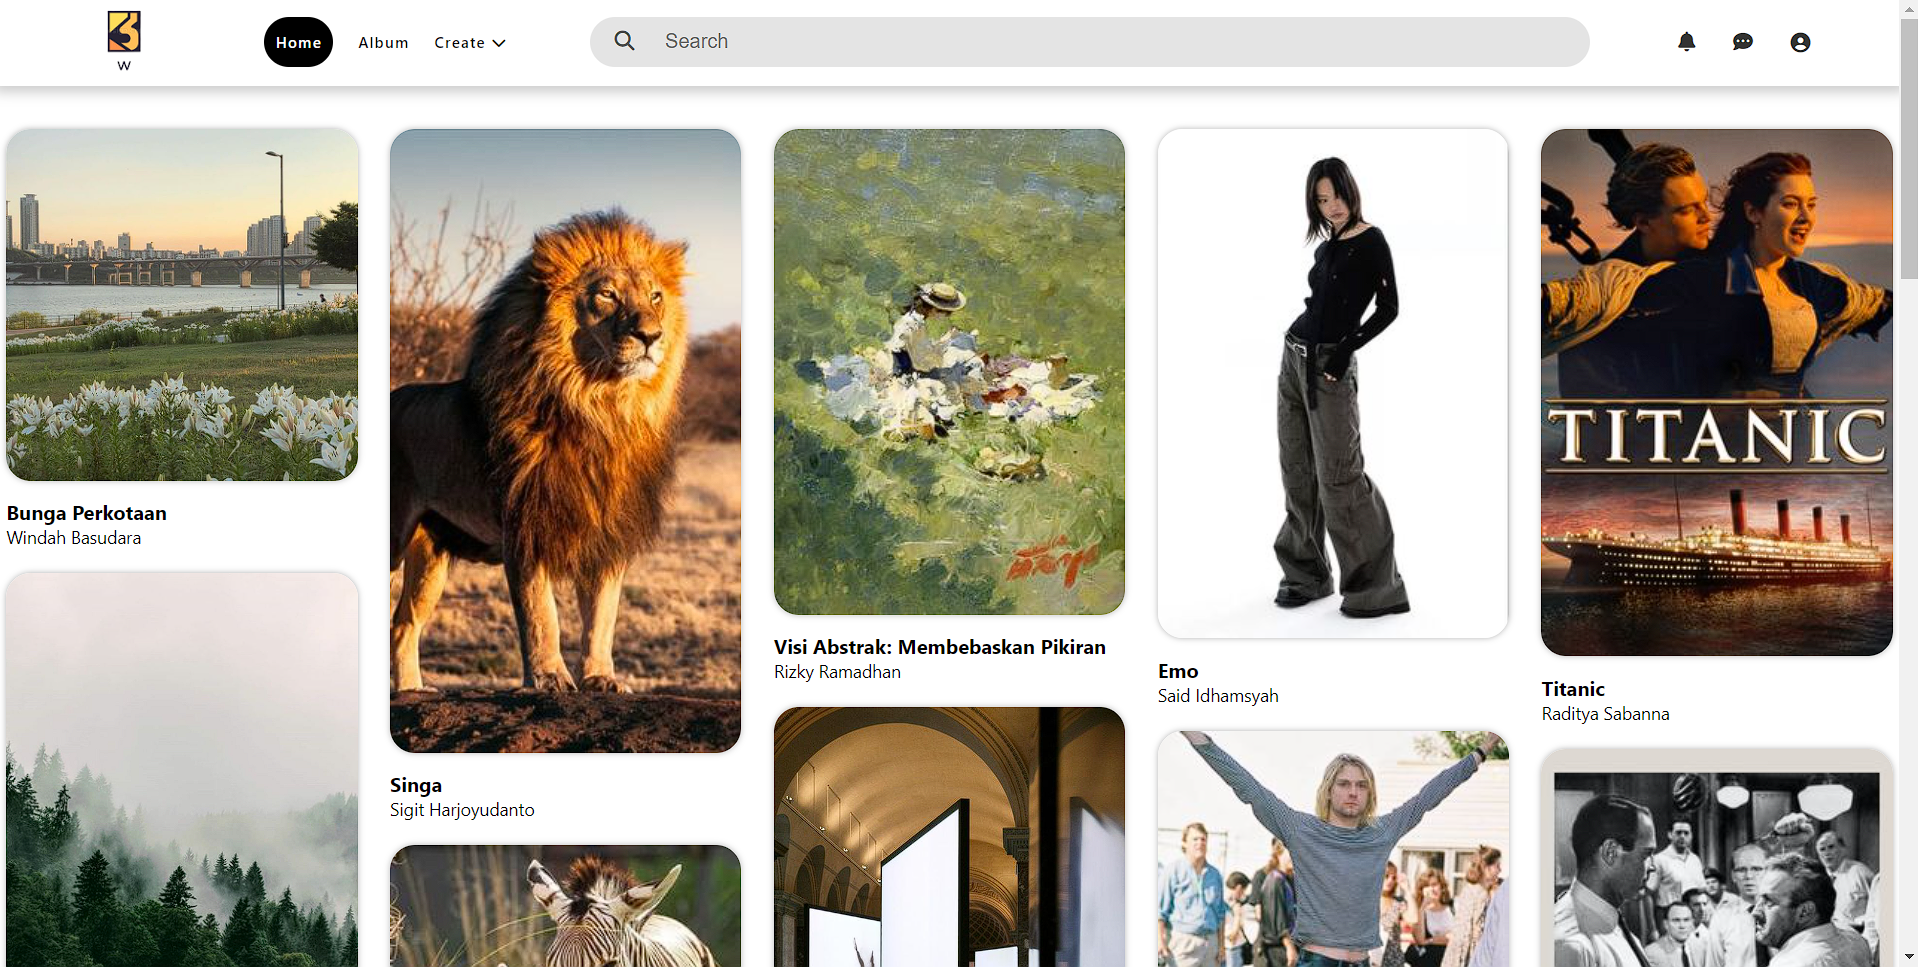 W
Home
Album
Create
Search
Bunga Perkotaan
Windah Basudara
Singa
Sigit Harjoyudanto
Visi Abstrak: Membebaskan Pikiran
Rizky Ramadhan
Emo
Said Idhamsyah
TITANIC
Titanic
Raditya Sabanna